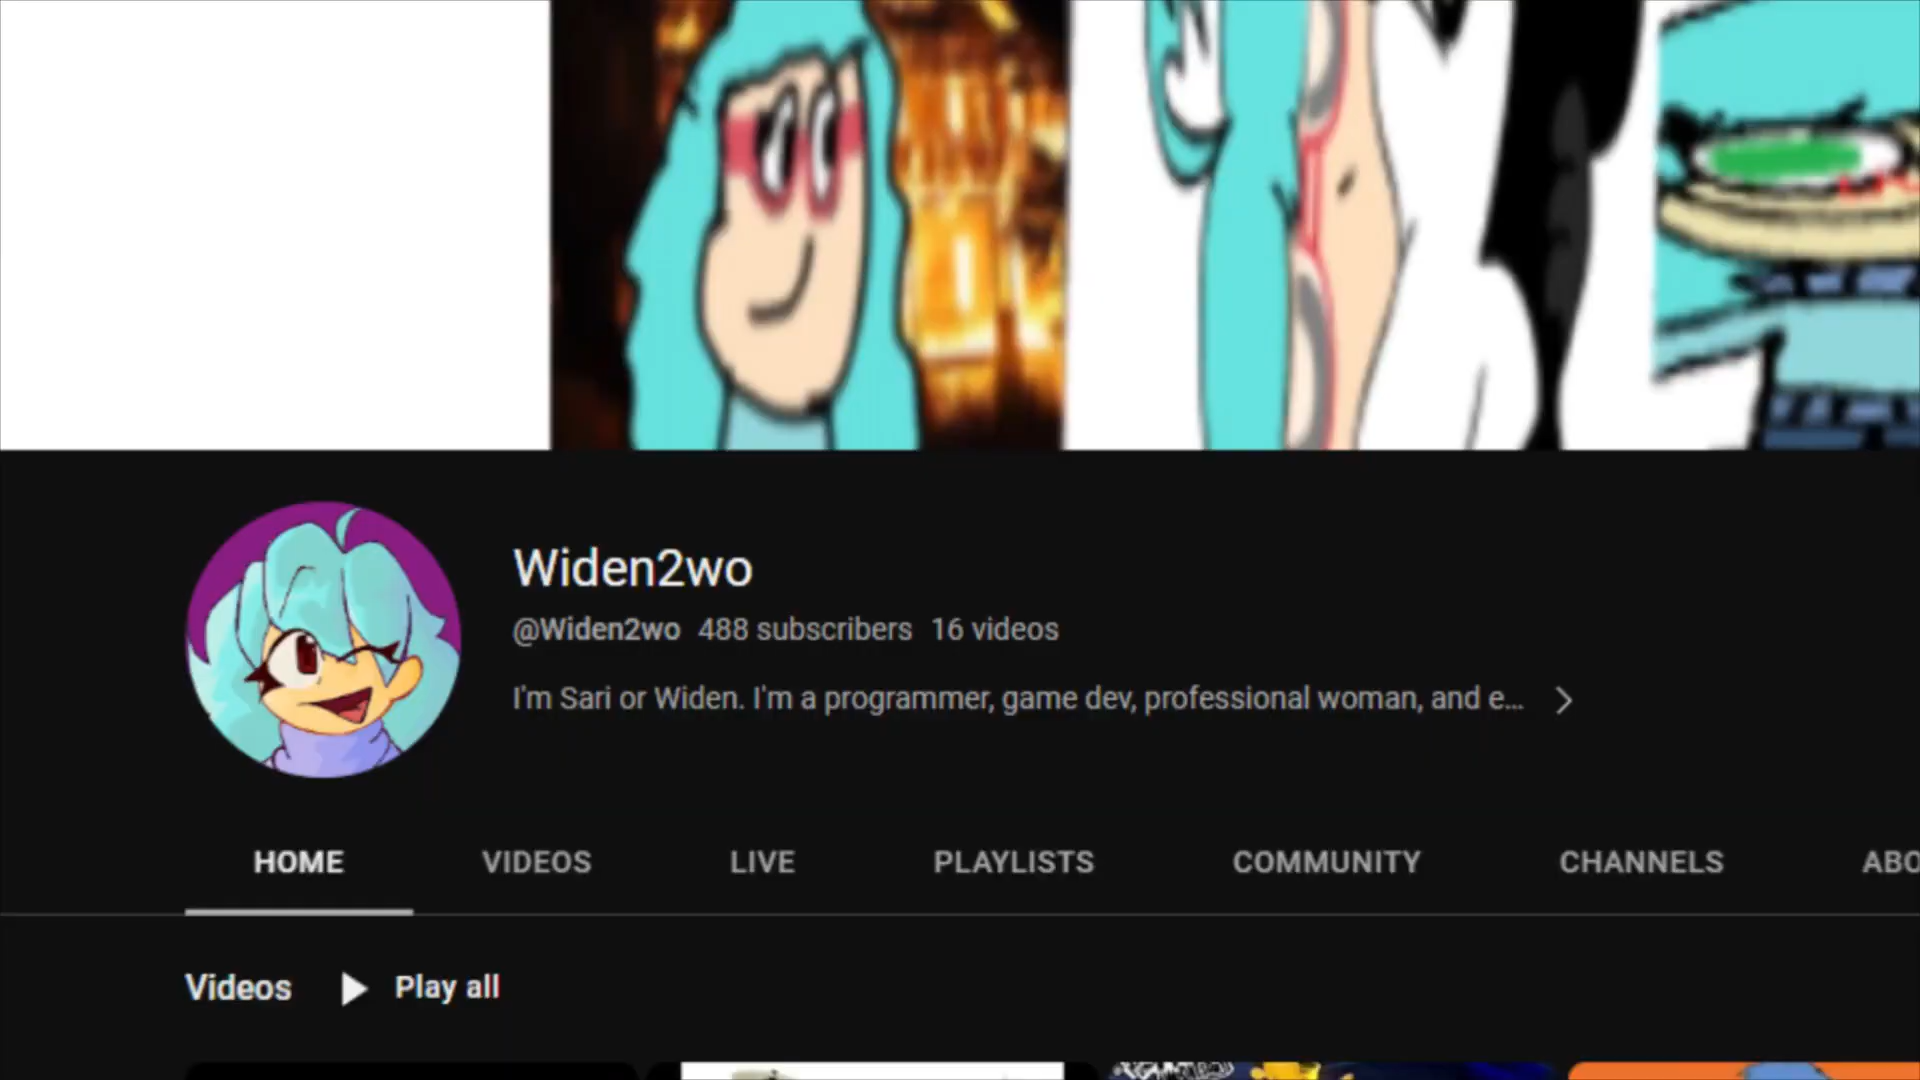 Widen2wo
@Widen2wo 488 subscribers 16 videos
I'm Sari or Widen. I'm a programmer, game dev, professional woman, and e...
HOME VIDEOS LIVE PLAYLISTS COMMUNITY CHANNELS ABO
Videos Play all